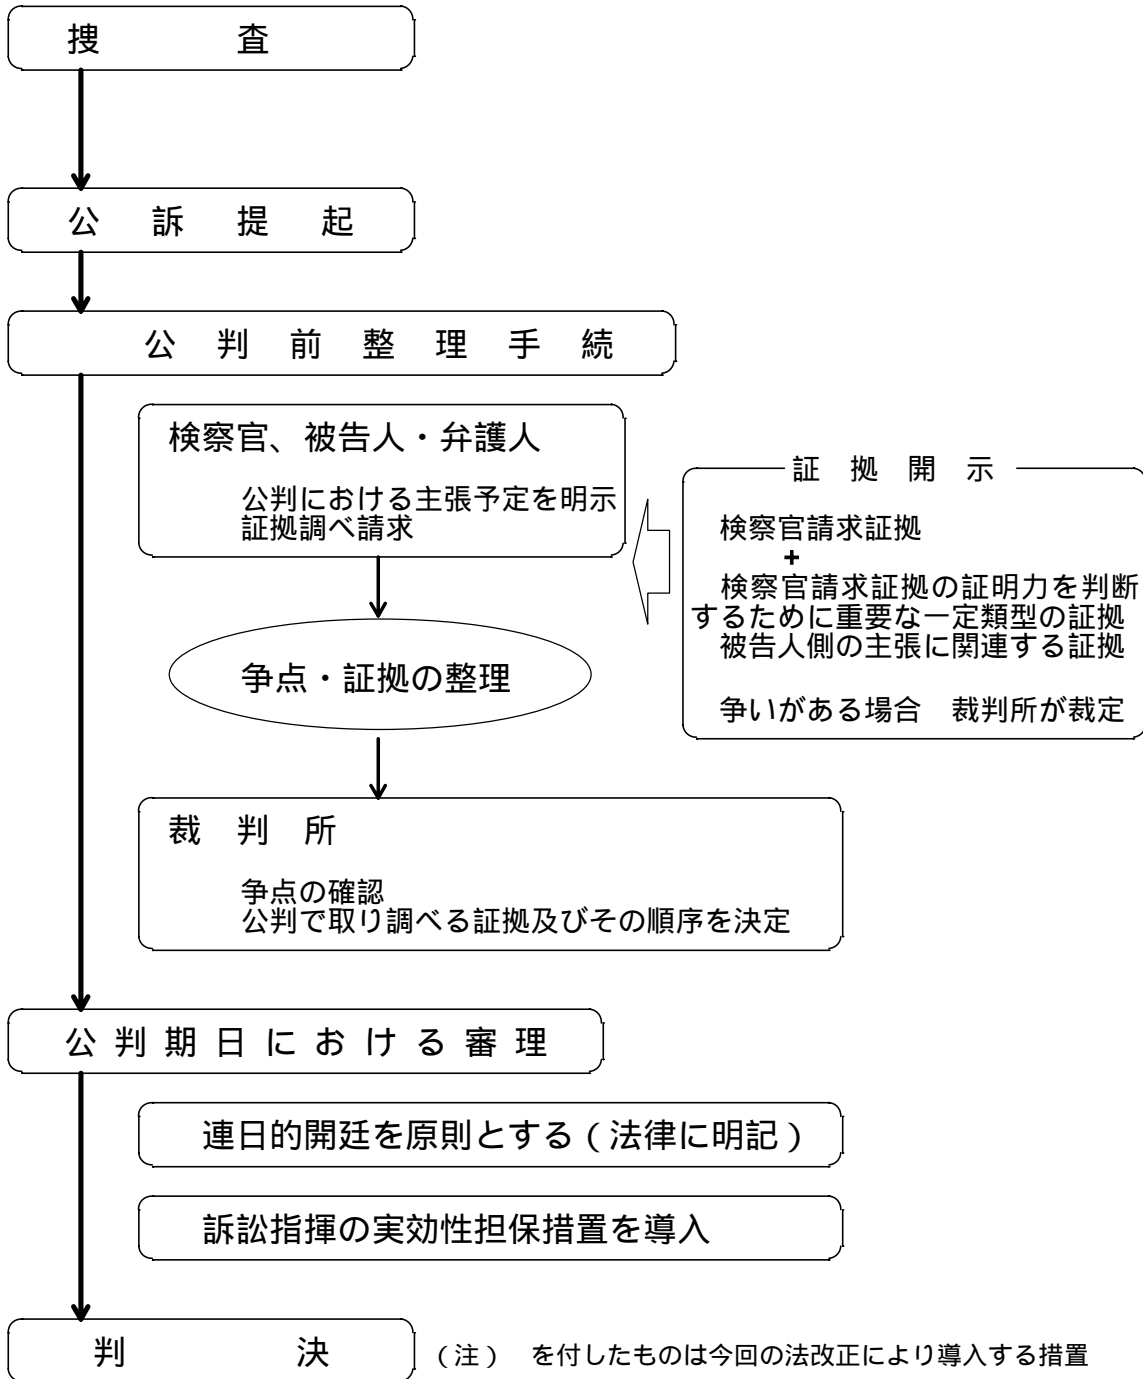 捜査
公訴提起
公判前整理手続
検察官、被告人・弁護人
公判における主張予定を明示
証拠調べ請求
証拠開示
検察官請求証拠
+
検察官請求証拠の証明力を判断
するために重要な一定類型の証拠
被告人側の主張に関連する証拠
争いがある場合　裁判所が裁定
争点・証拠の整理
裁判所
争点の確認
公判で取り調べる証拠及びその順序を決定
公判期日における審理
連日的開廷を原則とする(法律に明記)
訴訟指揮の実効性担保措置を導入
判決
(注)　を付したものは今回の法改正により導入する措置